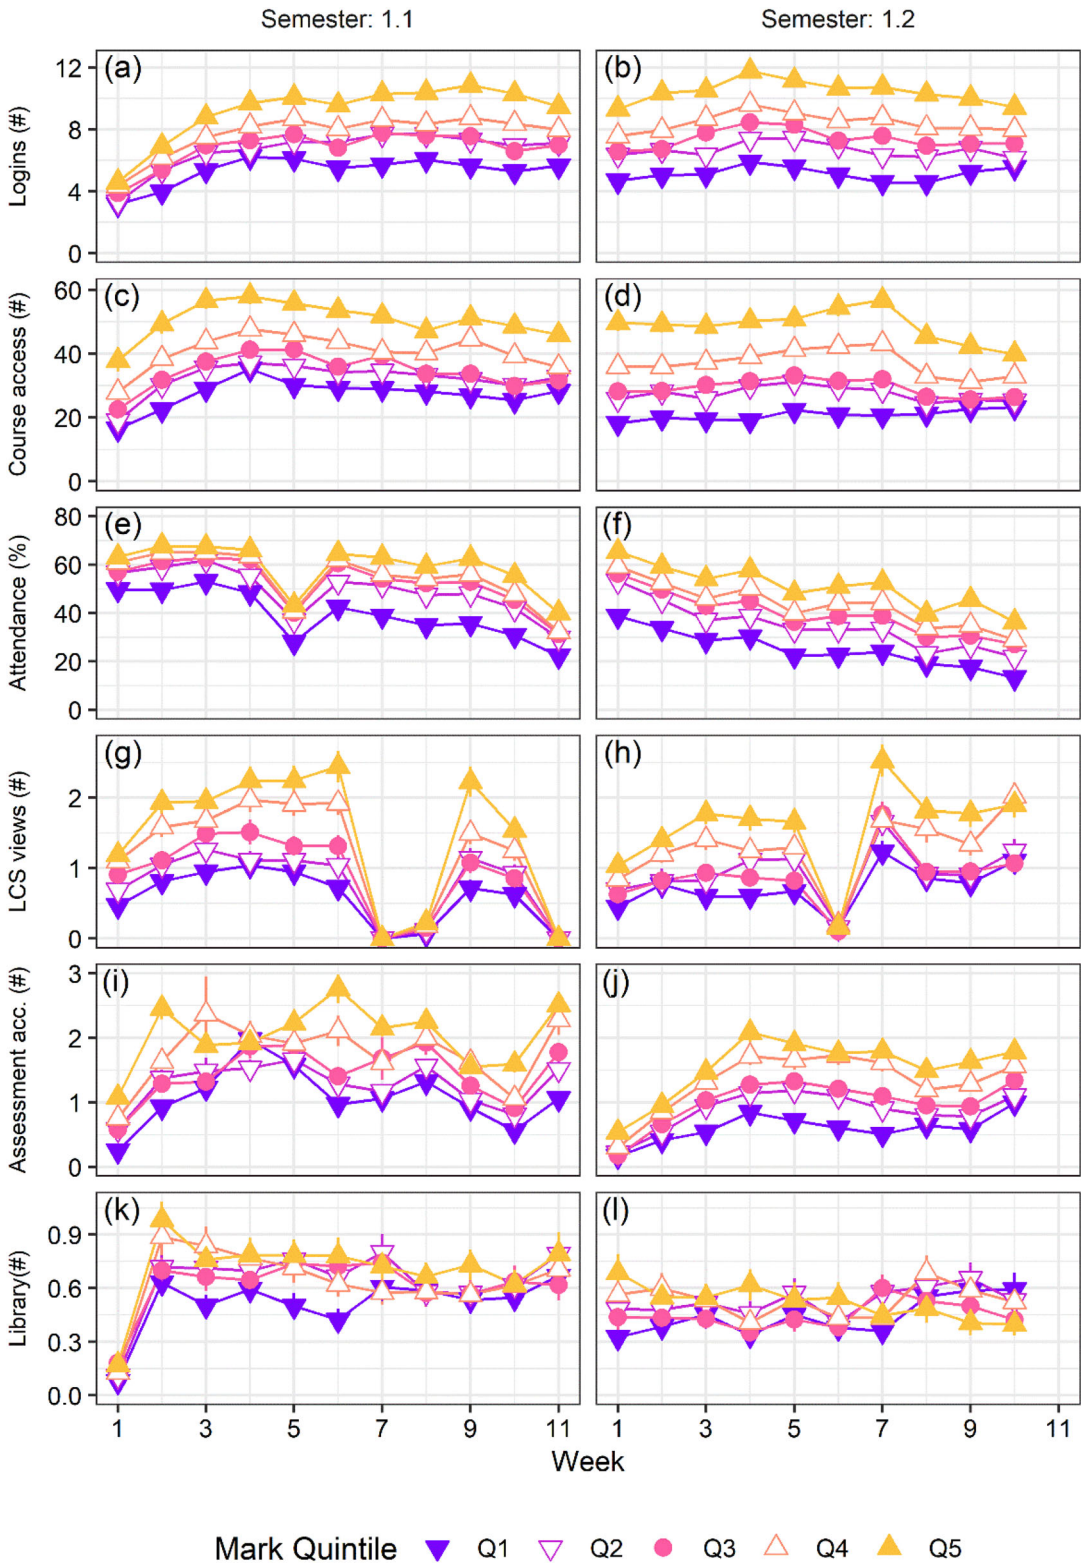 Semester: 1.1
Semester: 1.2
(a)
(b)
Logins (#)
12
8
4
0
(c)
(d)
Course access (#)
60
40
20
0
(e)
(f)
Attendance (%)
80
60
40
20
0
(g)
(h)
LCS views (#)
2
1
0
(i)
(j)
Assessment acc. (#)
3
2
1
0
(k)
(l)
Library(#)
0.9
0.6
0.3
0.0
1 3 5 7 9 11
1 3 5 7 9 11
Week
Mark Quintile Q1 Q2 Q3 Q4 Q5